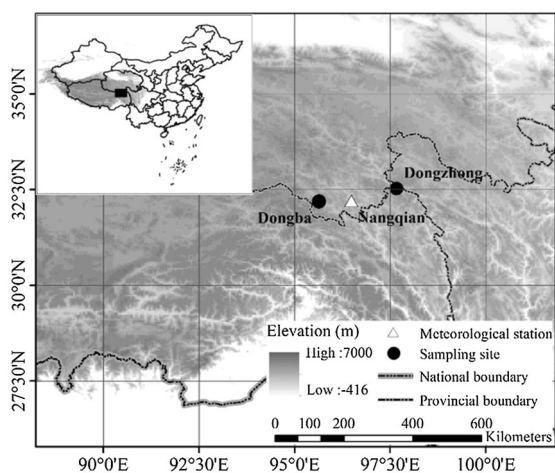 35°0'N
32°30'N
30°0'N
27°30'N
Dongzhong
Dongba
Nangqian
Elevation (m)
High :7000
Low :-416
Meteorological station
Sampling site
National boundary
Provincial boundary
0 100 200 400 600
Kilometers
90°0'E 92°30'E 95°0'E 97°30'E 100°0'E